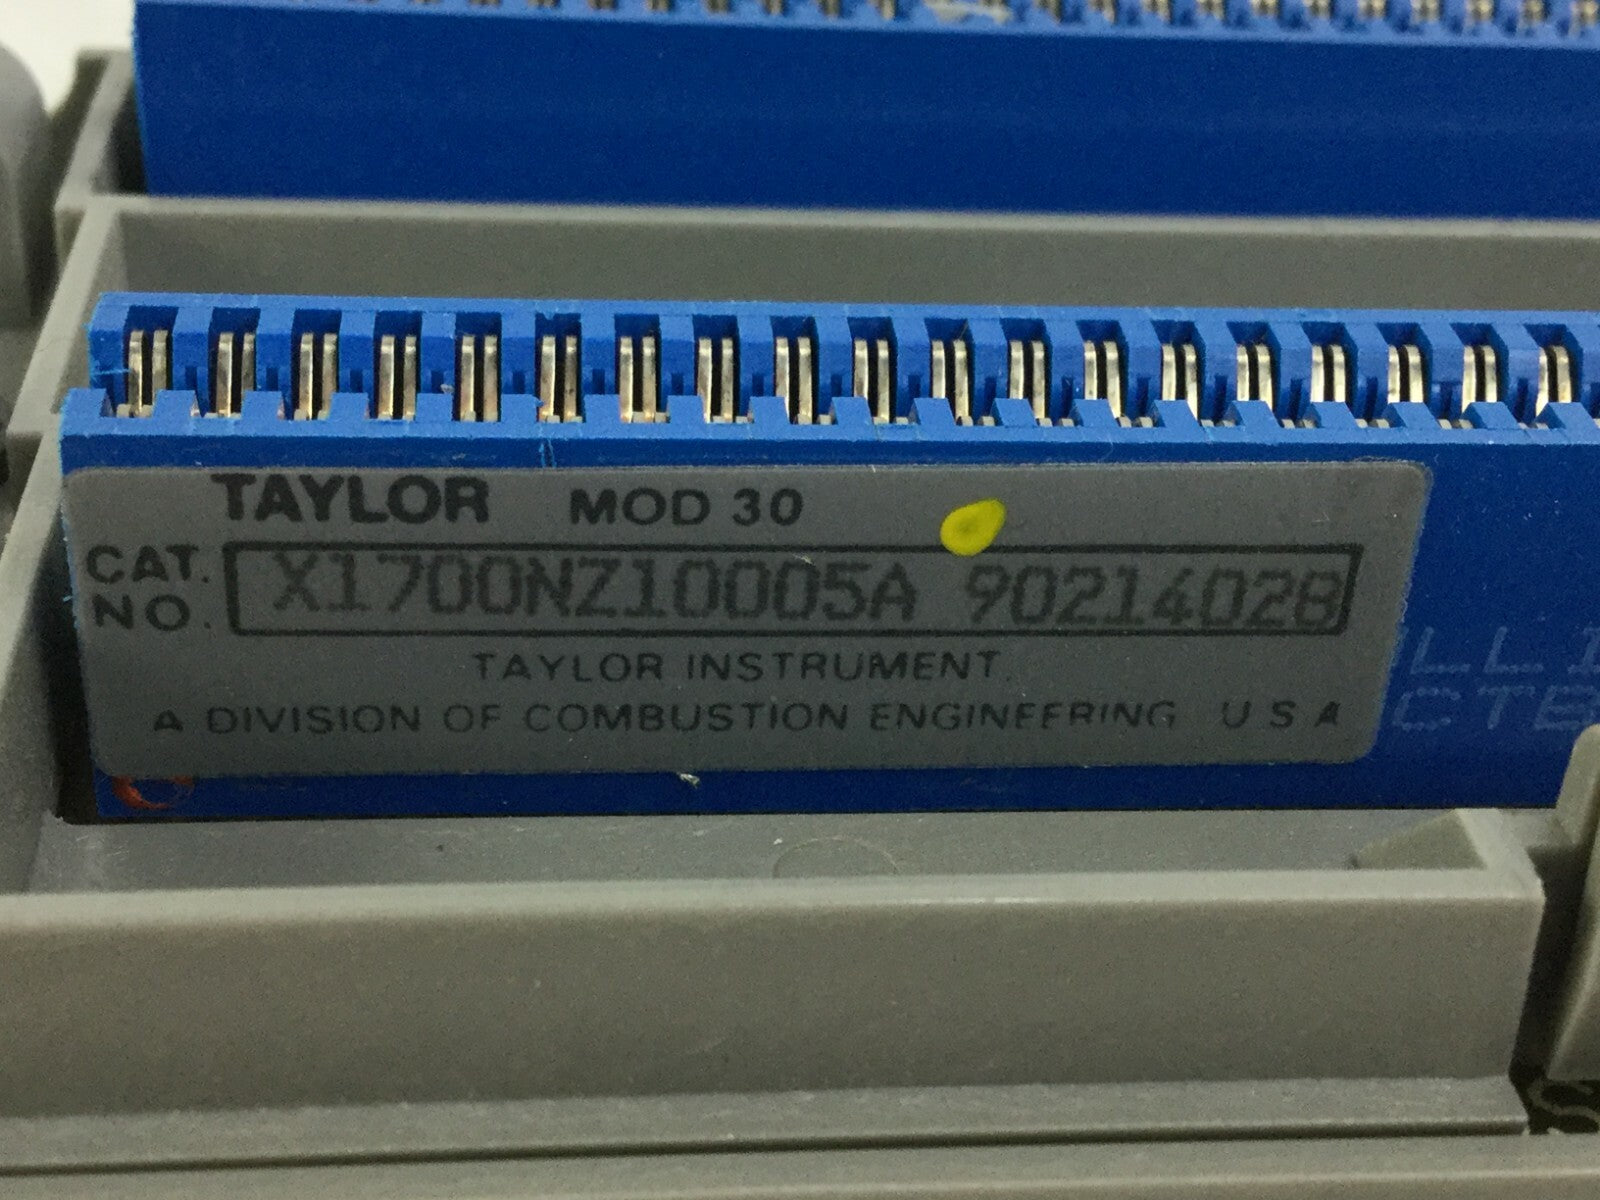 TAYLOR MOD 30
CAT. NO. X1700NZ10005A 90214028
TAYLOR INSTRUMENT
A DIVISION OF COMBUSTION ENGINEERING U S A